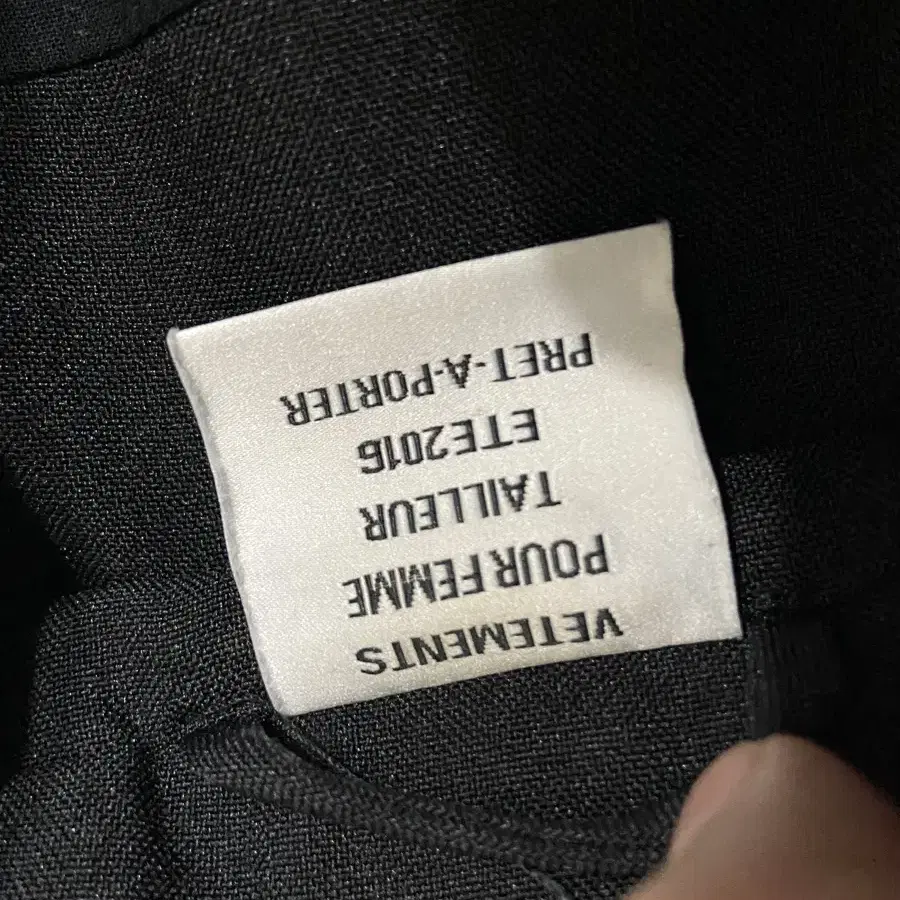 VETEMENTS
POUR FEMME
TAILLEUR
ETE2016
PRET-A-PORTER